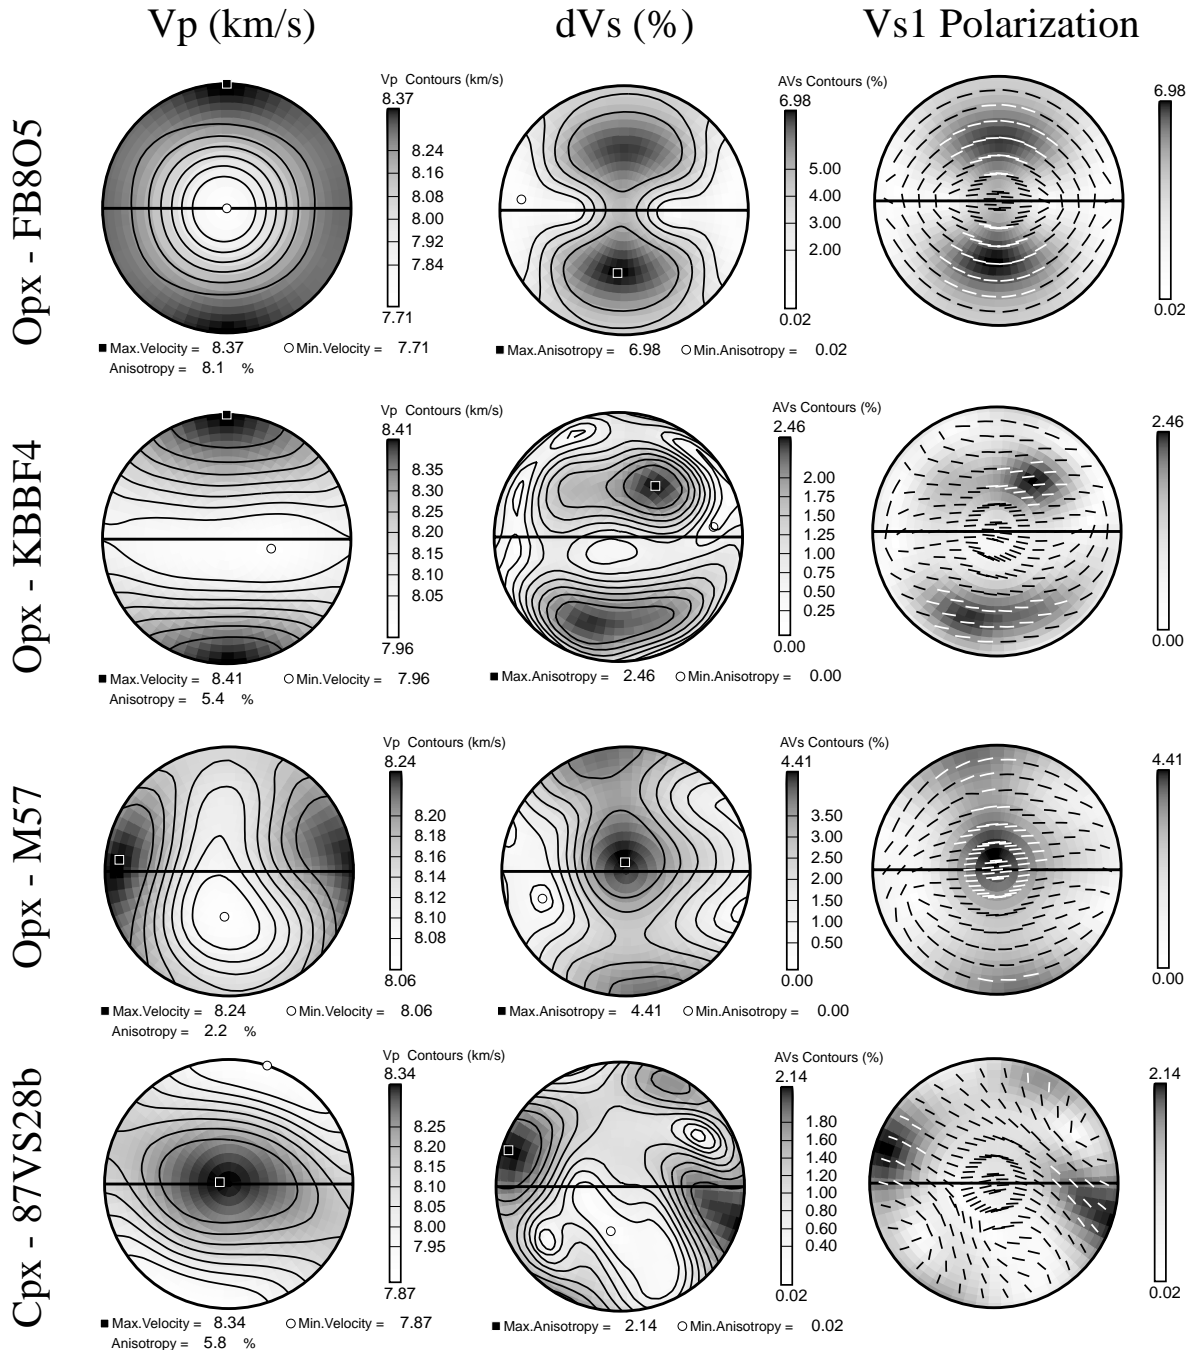 Vp (km/s)
dVs (%)
Vs1 Polarization
Opx - FB8O5
Vp Contours (km/s)
8.37
8.24
8.16
8.08
8.00
7.92
7.84
7.71
■ Max.Velocity = 8.37 ○ Min.Velocity = 7.71
Anisotropy = 8.1 %
AVs Contours (%)
6.98
5.00
4.00
3.00
2.00
0.02
■ Max.Anisotropy = 6.98 ○ Min.Anisotropy = 0.02
6.98
0.02
Opx - KBBF4
Vp Contours (km/s)
8.41
8.35
8.30
8.25
8.20
8.15
8.10
8.05
7.96
■ Max.Velocity = 8.41 ○ Min.Velocity = 7.96
Anisotropy = 5.4 %
AVs Contours (%)
2.46
2.00
1.75
1.50
1.25
1.00
0.75
0.50
0.25
0.00
■ Max.Anisotropy = 2.46 ○ Min.Anisotropy = 0.00
2.46
0.00
Opx - M57
Vp Contours (km/s)
8.24
8.20
8.18
8.16
8.14
8.12
8.10
8.08
8.06
■ Max.Velocity = 8.24 ○ Min.Velocity = 8.06
Anisotropy = 2.2 %
AVs Contours (%)
4.41
3.50
3.00
2.50
2.00
1.50
1.00
0.50
0.00
■ Max.Anisotropy = 4.41 ○ Min.Anisotropy = 0.00
4.41
0.00
Cpx - 87VS28b
Vp Contours (km/s)
8.34
8.25
8.20
8.15
8.10
8.05
8.00
7.95
7.87
■ Max.Velocity = 8.34 ○ Min.Velocity = 7.87
Anisotropy = 5.8 %
AVs Contours (%)
2.14
1.80
1.60
1.40
1.20
1.00
0.80
0.60
0.40
0.02
■ Max.Anisotropy = 2.14 ○ Min.Anisotropy = 0.02
2.14
0.02